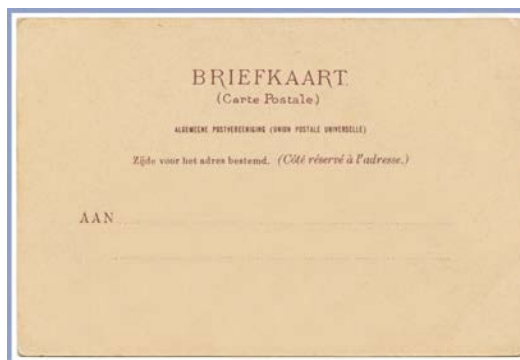 BRIEFKAART.
(Carte Postale.)
ALGEMEENE POSTVEREENIGING (UNION POSTALE UNIVERSELLE)
Zijde voor het adres bestemd. (Côté réservé à l'adresse.)
AAN